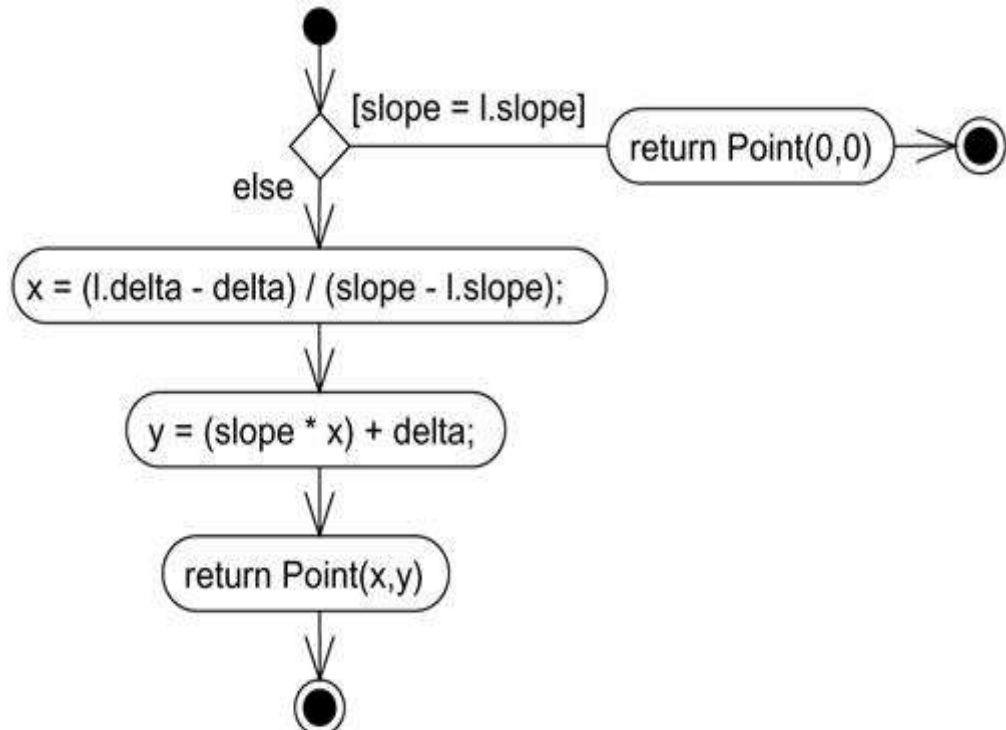 [slope = l.slope]
return Point(0,0)
else
x = (l.delta - delta) / (slope - l.slope);
y = (slope * x) + delta;
return Point(x,y)